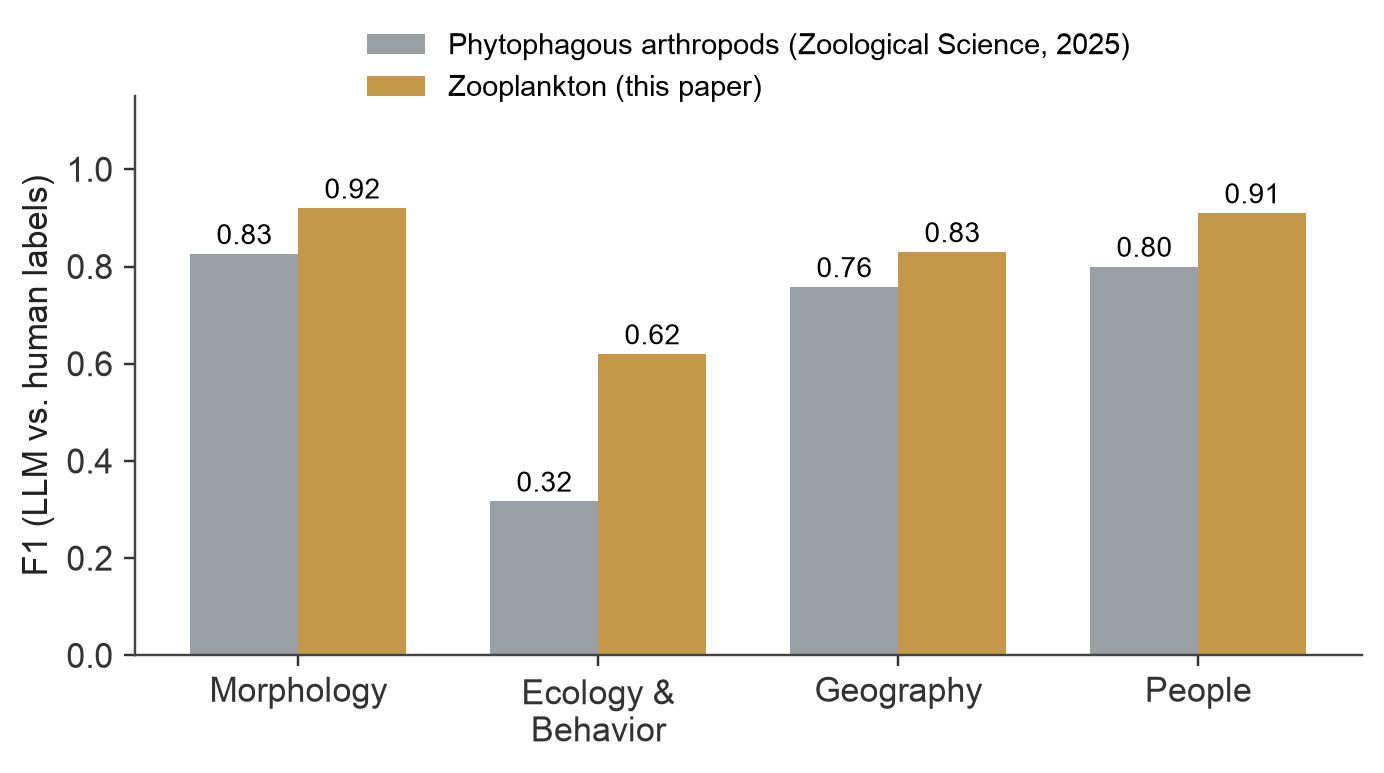 Phytophagous arthropods (Zoological Science, 2025)
Zooplankton (this paper)
F1 (LLM vs. human labels)
1.0
0.8
0.6
0.4
0.2
0.0
0.83
0.92
0.32
0.62
0.76
0.83
0.80
0.91
Morphology
Ecology &
Behavior
Geography
People